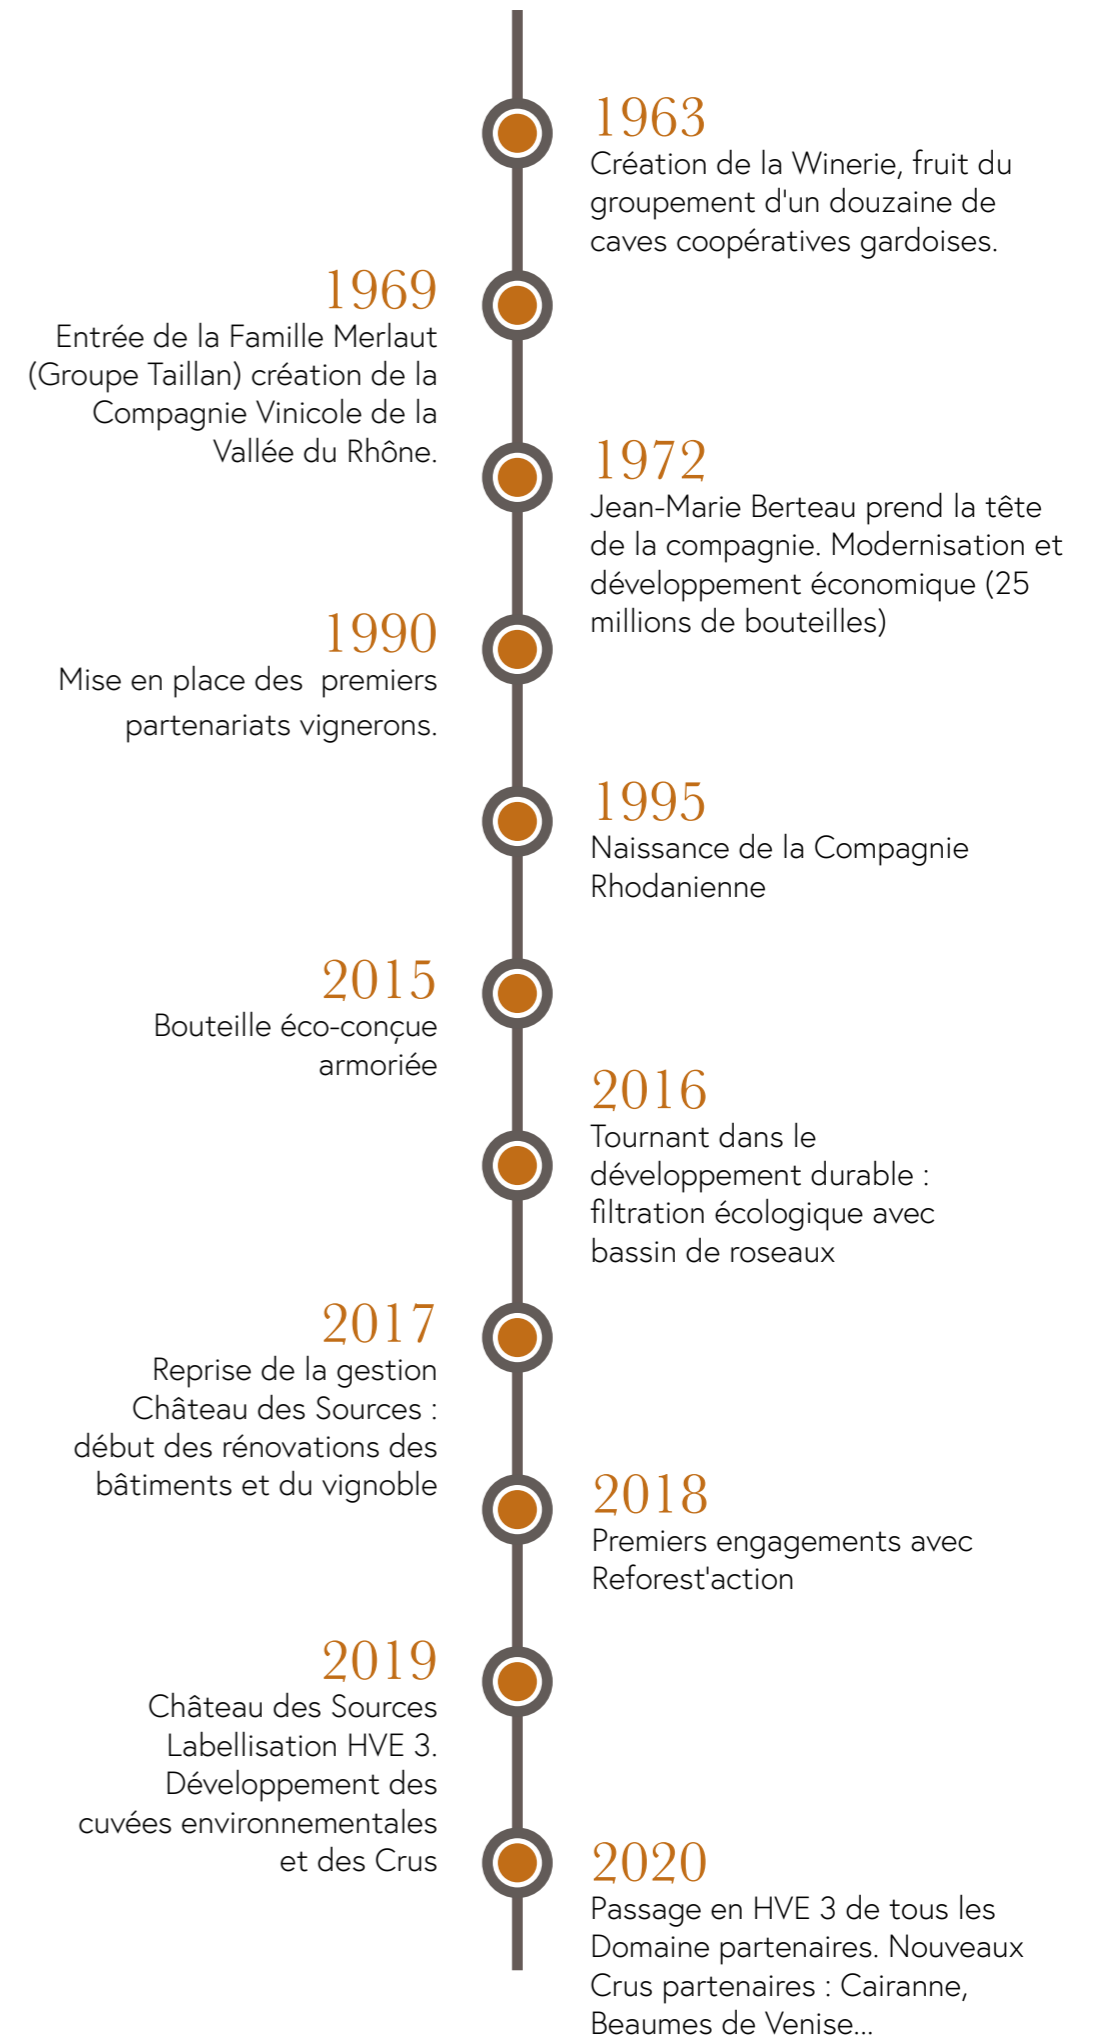 1963
Création de la Winerie, fruit du
groupement d'un douzaine de
caves coopératives gardoises.
1969
Entrée de la Famille Merlaut
(Groupe Taillan) création de la
Compagnie Vinicole de la
Vallée du Rhône.
1972
Jean-Marie Berteau prend la tête
de la compagnie. Modernisation et
développement économique (25
millions de bouteilles)
1990
Mise en place des  premiers
partenariats vignerons.
1995
Naissance de la Compagnie
Rhodanienne
2015
Bouteille éco-conçue
armoriée
2016
Tournant dans le
développement durable :
filtration écologique avec
bassin de roseaux
2017
Reprise de la gestion
Château des Sources :
début des rénovations des
bâtiments et du vignoble
2018
Premiers engagements avec
Reforest'action
2019
Château des Sources
Labellisation HVE 3.
Développement des
cuvées environnementales
et des Crus
2020
Passage en HVE 3 de tous les
Domaine partenaires. Nouveaux
Crus partenaires : Cairanne,
Beaumes de Venise...